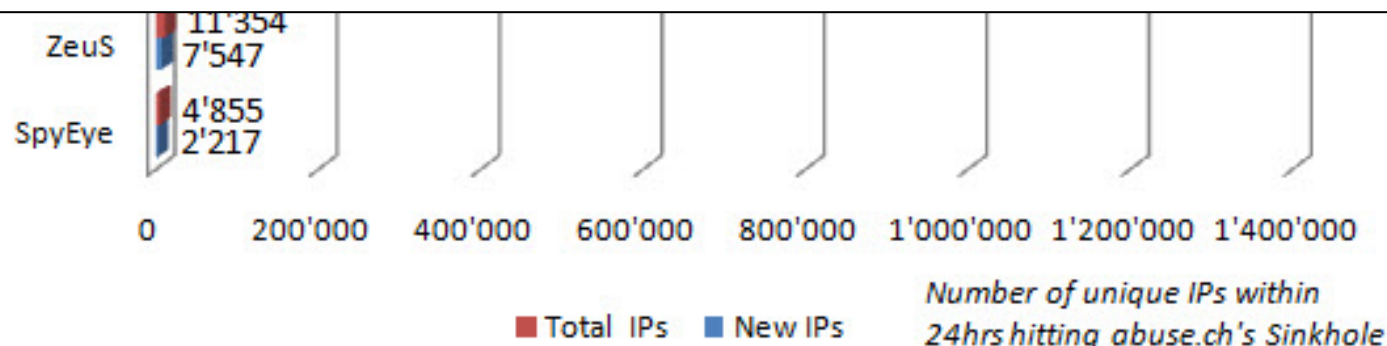 11'354
ZeuS
7'547
4'855
SpyEye
2'217
0 200'000 400'000 600'000 800'000 1'000'000 1'200'000 1'400'000
Number of unique IPs within
Total IPs New IPs
24hrs hitting abuse.ch's Sinkhole